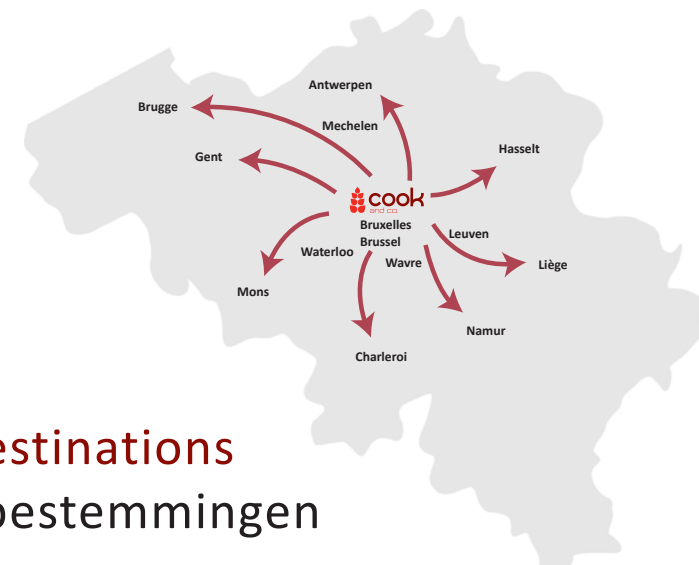 Antwerpen
Brugge
Mechelen
Hasselt
Gent
cook
and co.
Bruxelles
Brussel
Leuven
Waterloo
Wavre
Liège
Mons
Namur
Charleroi
estinations
bestemmingen